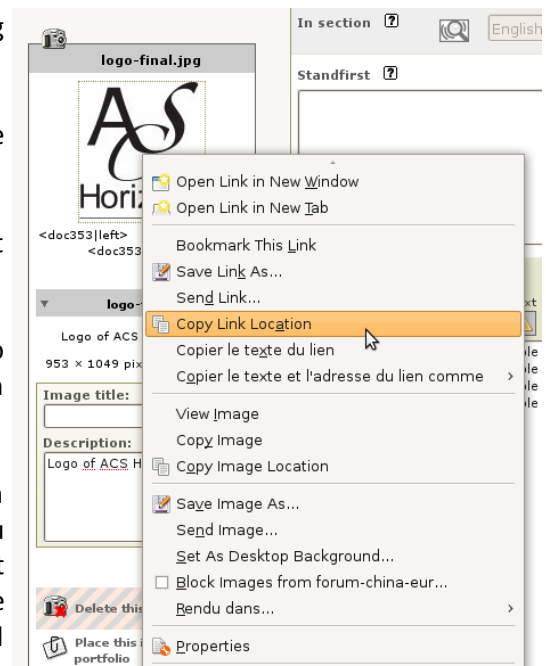 In section ?
English
logo-final.jpg
Standfirst ?
ACS
Horiz
<doc353|left>
<doc353
logo-
Logo of ACS
953 × 1049 pix
Image title:
Description:
Logo of ACS H
Delete this
Place this i
portfolio
Open Link in New Window
Open Link in New Tab
Bookmark This Link
Save Link As...
Send Link...
Copy Link Location
Copier le texte du lien
Copier le texte et l'adresse du lien comme
View Image
Copy Image
Copy Image Location
Save Image As...
Send Image...
Set As Desktop Background...
Block Images from forum-china-eur...
Rendu dans...
Properties